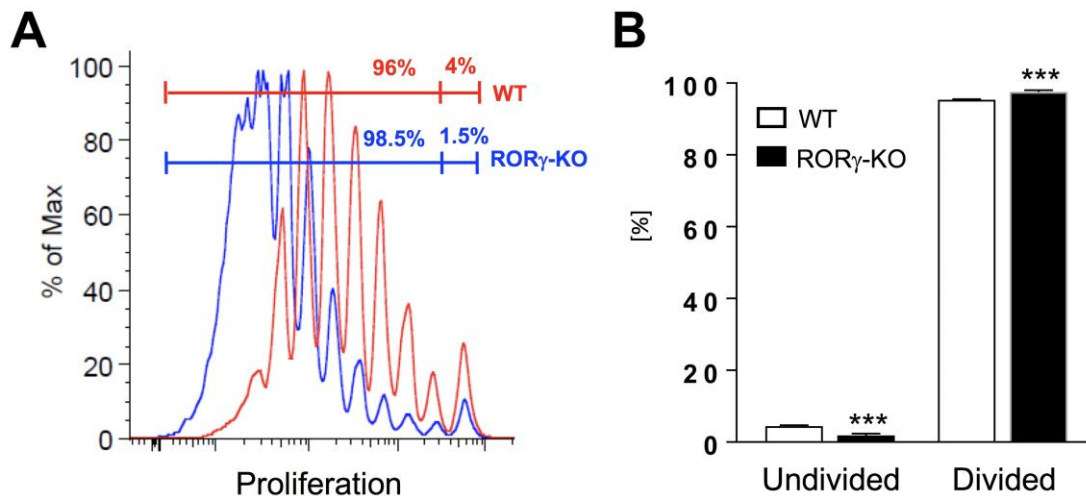 A
% of Max
100
80
60
40
20
0
96%
4%
WT
98.5%
1.5%
RORγ-KO
Proliferation
B
[%]
100
80
60
40
20
0
WT
RORγ-KO
***
***
Undivided
Divided